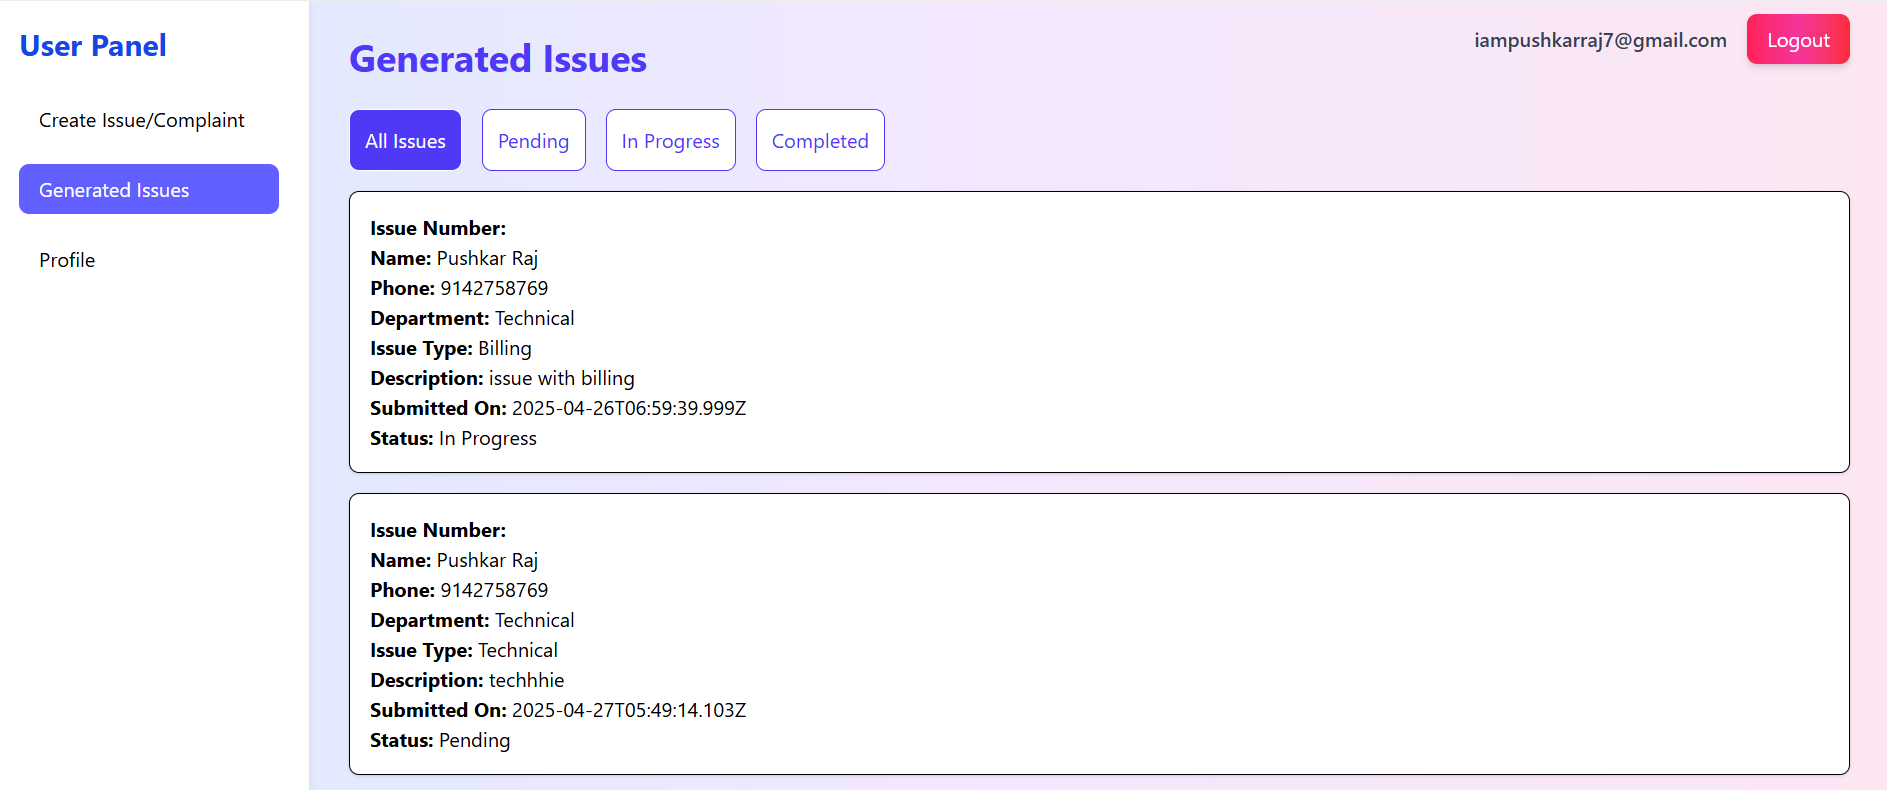 User Panel
Create Issue/Complaint
Generated Issues
Profile
iampushkarraj7@gmail.com
Logout
Generated Issues
All Issues
Pending
In Progress
Completed
Issue Number:
Name: Pushkar Raj
Phone: 9142758769
Department: Technical
Issue Type: Billing
Description: issue with billing
Submitted On: 2025-04-26T06:59:39.999Z
Status: In Progress
Issue Number:
Name: Pushkar Raj
Phone: 9142758769
Department: Technical
Issue Type: Technical
Description: techhhie
Submitted On: 2025-04-27T05:49:14.103Z
Status: Pending